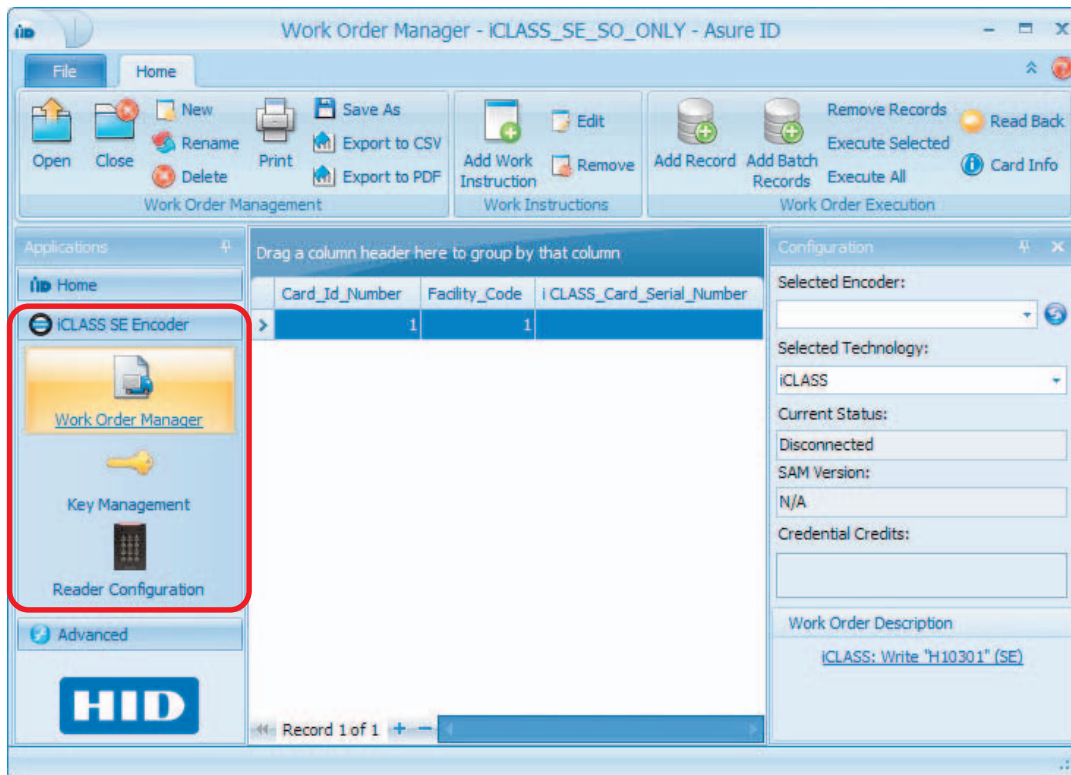 Work Order Manager - iCLASS_SE_SO_ONLY - Asure ID
File
Home
Open
Close
New
Rename
Delete
Print
Save As
Export to CSV
Export to PDF
Work Order Management
Add Work
Instruction
Edit
Remove
Work Instructions
Add Record
Add Batch
Records
Remove Records
Execute Selected
Execute All
Read Back
Card Info
Work Order Execution
Applications
Home
iCLASS SE Encoder
Work Order Manager
Key Management
Reader Configuration
Advanced
HID
Drag a column header here to group by that column
Card_Id_Number Facility_Code iCLASS_Card_Serial_Number
1 1
Record 1 of 1
Configuration
Selected Encoder:
Selected Technology:
iCLASS
Current Status:
Disconnected
SAM Version:
N/A
Credential Credits:
Work Order Description
iCLASS: Write "H10301" (SE)